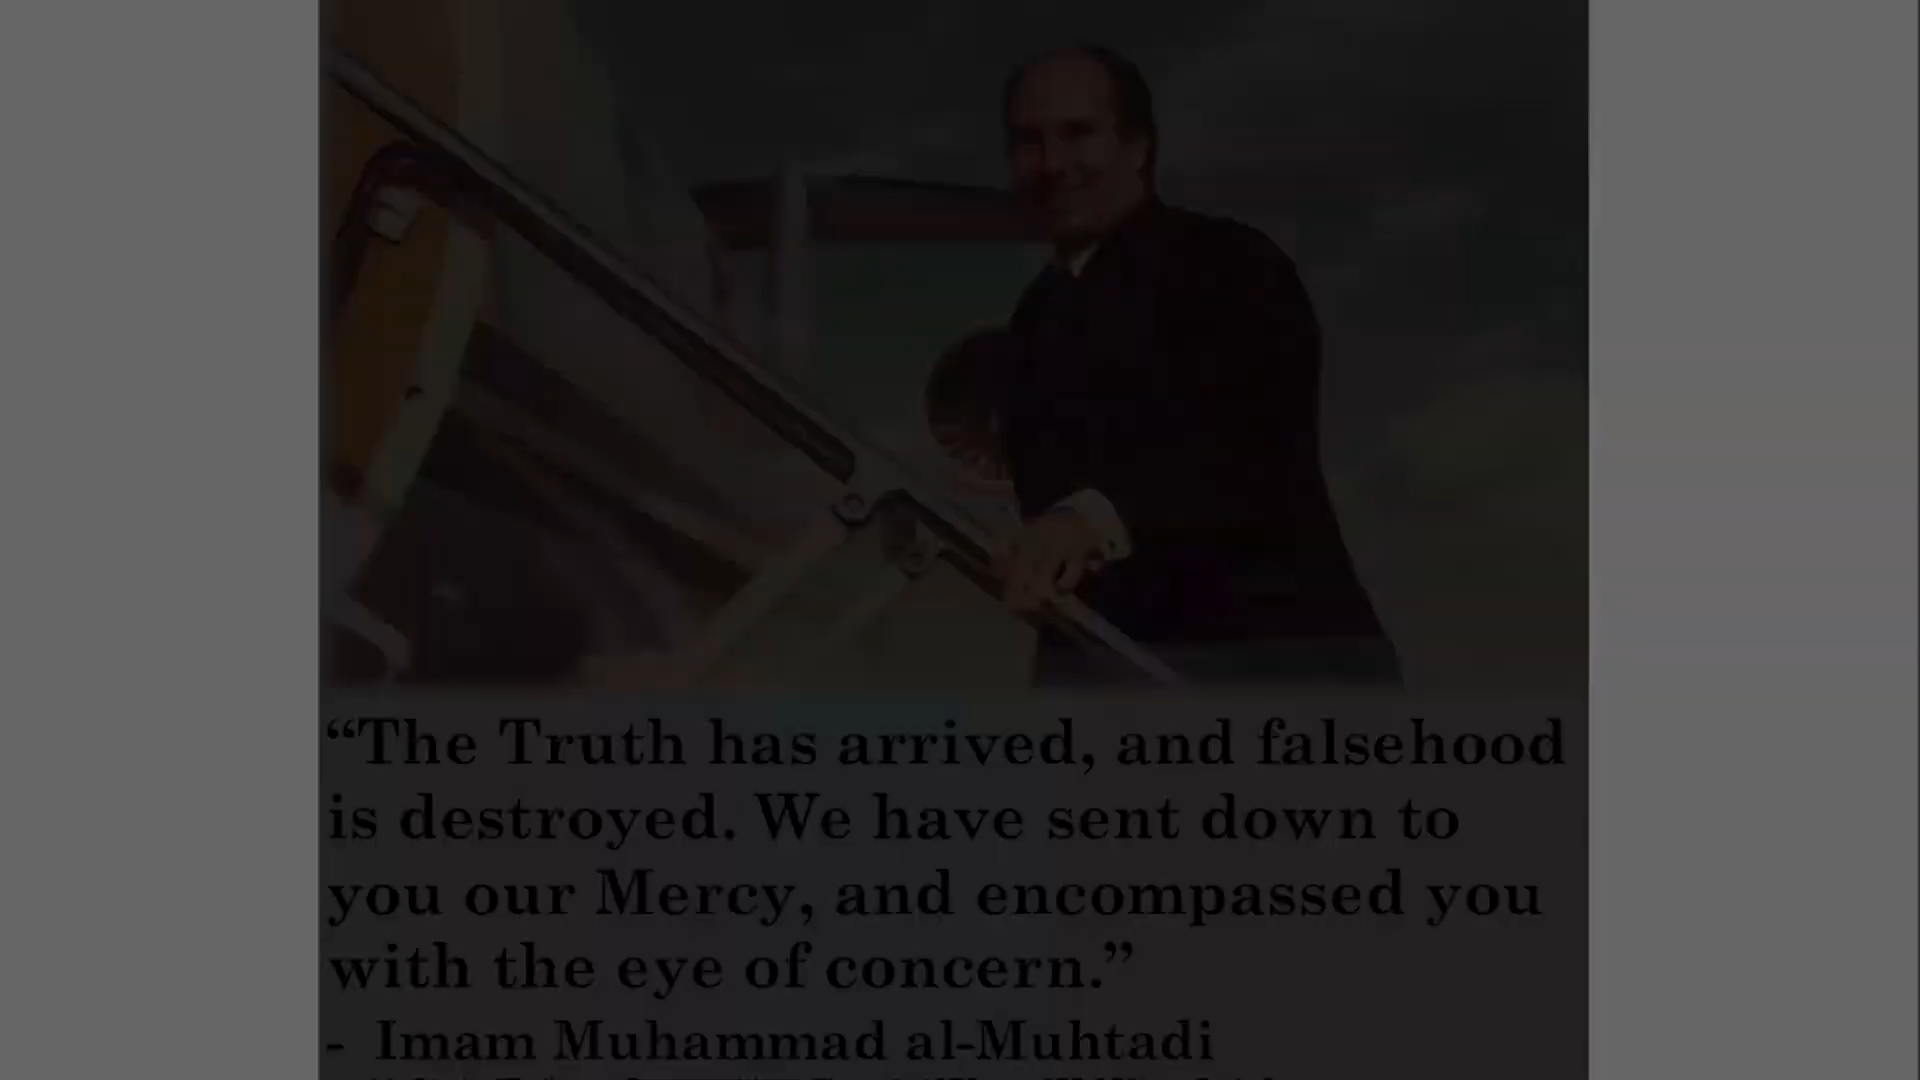 “The Truth has arrived, and falsehood
is destroyed. We have sent down to
you our Mercy, and encompassed you
with the eye of concern.”
- Imam Muhammad al-Muhtadi